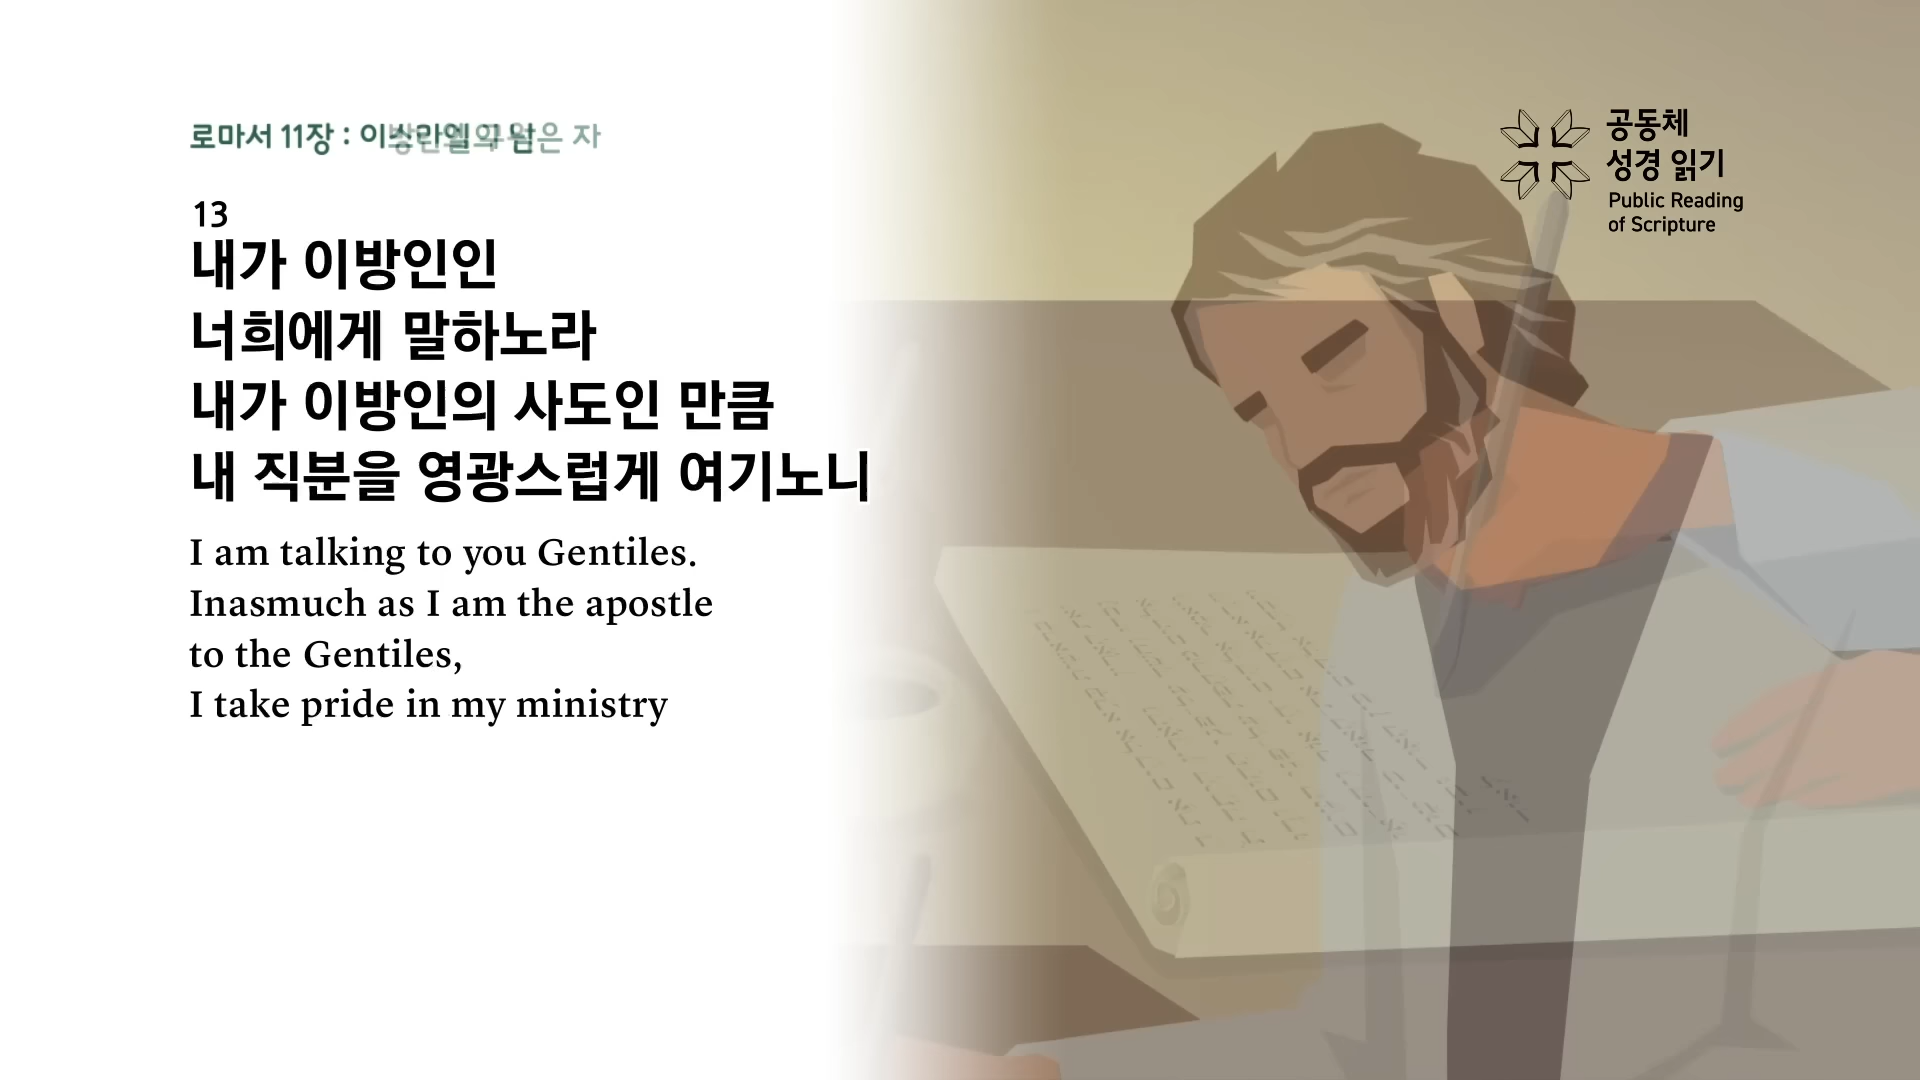 로마서 11장 : 이
13
내가 이방인인
너희에게 말하노라
내가 이방인의 사도인 만큼
내 직분을 영광스럽게 여기노니
I am talking to you Gentiles.
Inasmuch as I am the apostle
to the Gentiles,
I take pride in my ministry
공동체
성경 읽기
Public Reading
of Scripture